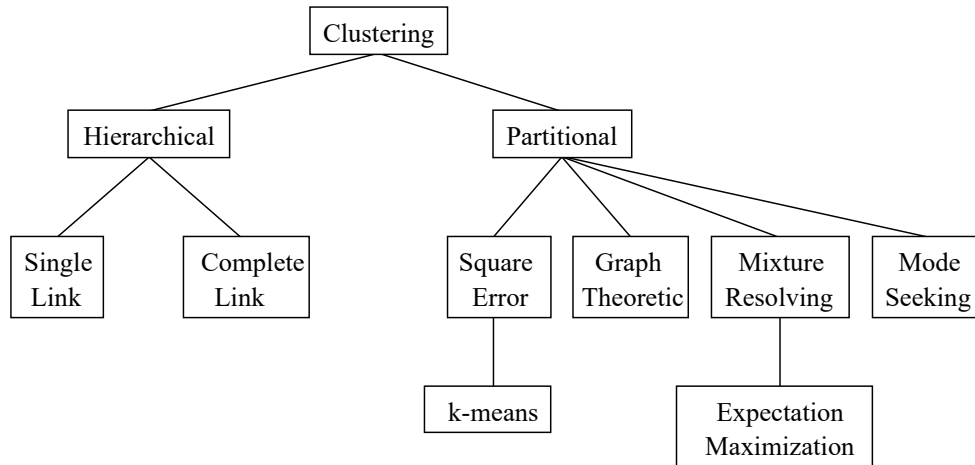 Clustering
Hierarchical
Partitional
Single
Link
Complete
Link
Square
Error
Graph
Theoretic
Mixture
Resolving
Mode
Seeking
k-means
Expectation
Maximization